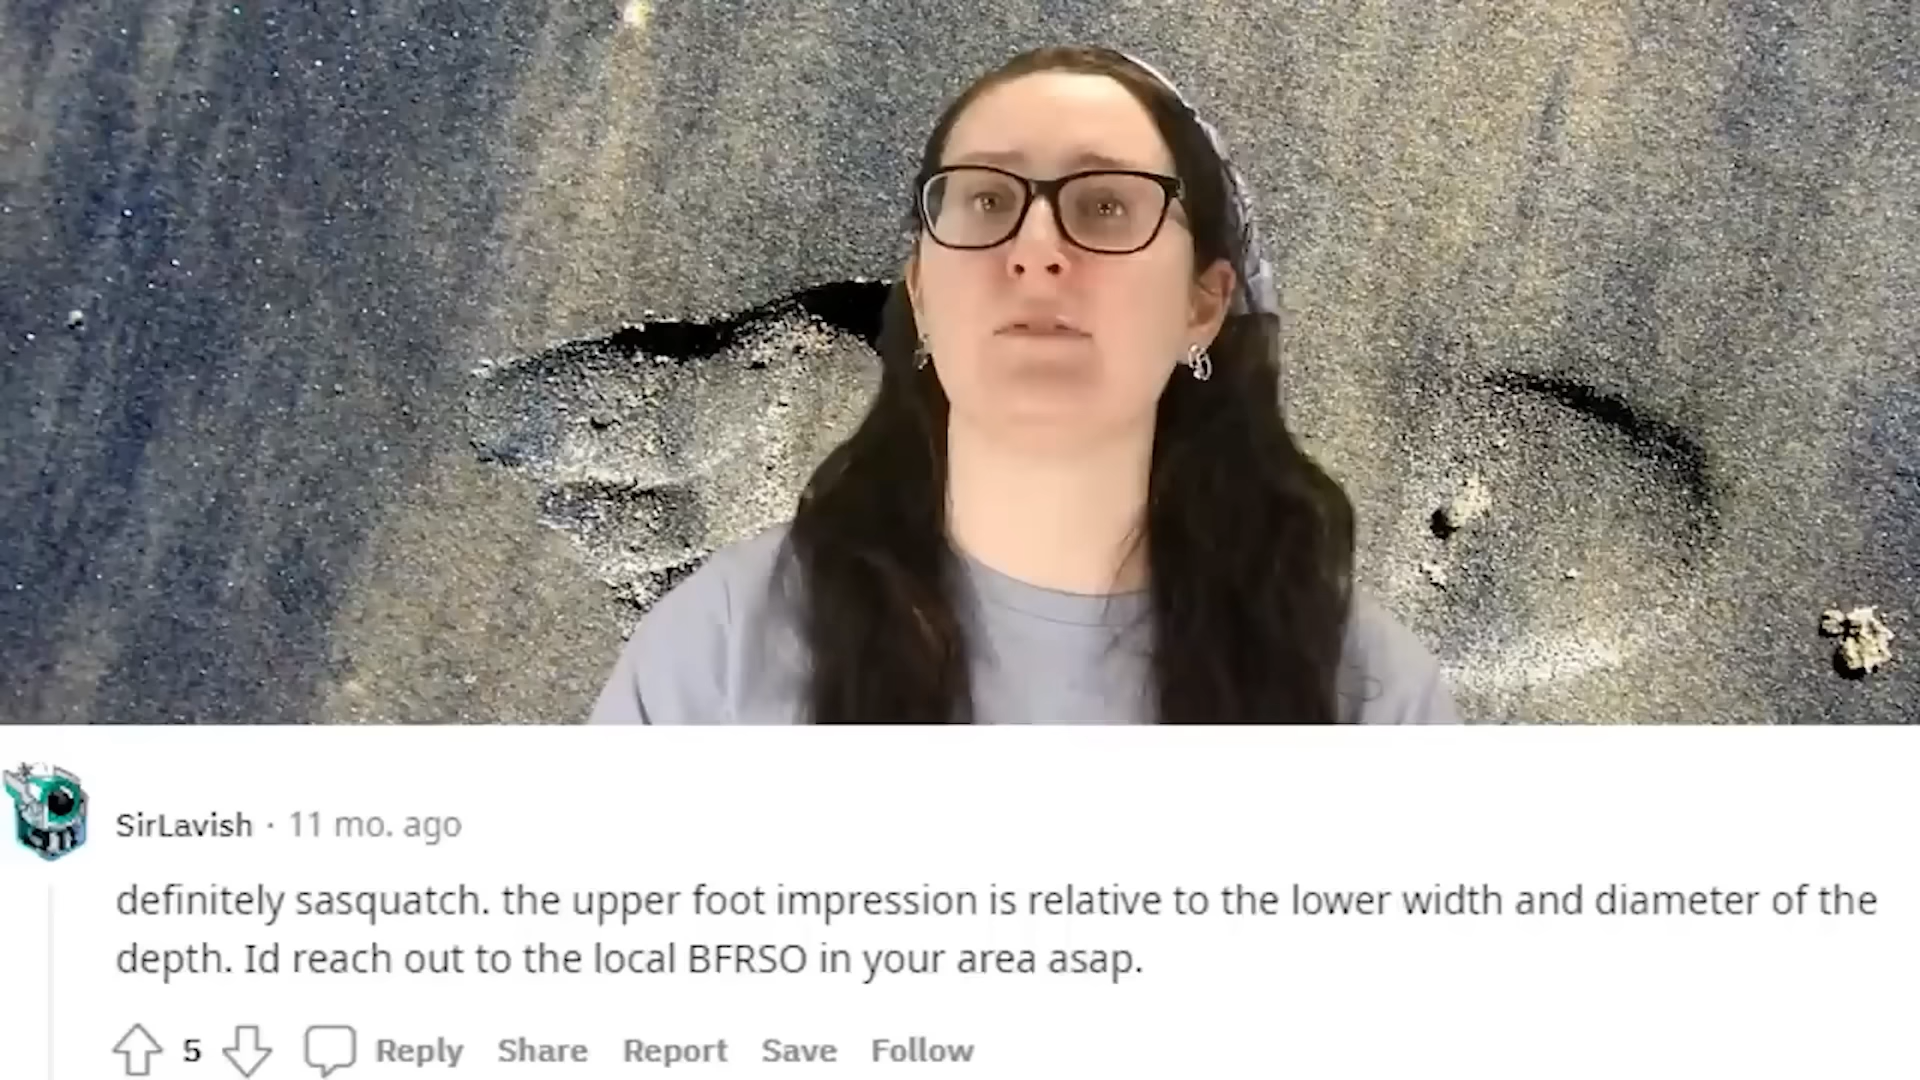 SirLavish · 11 mo. ago
definitely sasquatch. the upper foot impression is relative to the lower width and diameter of the
depth. Id reach out to the local BFRSO in your area asap.
5 Reply Share Report Save Follow